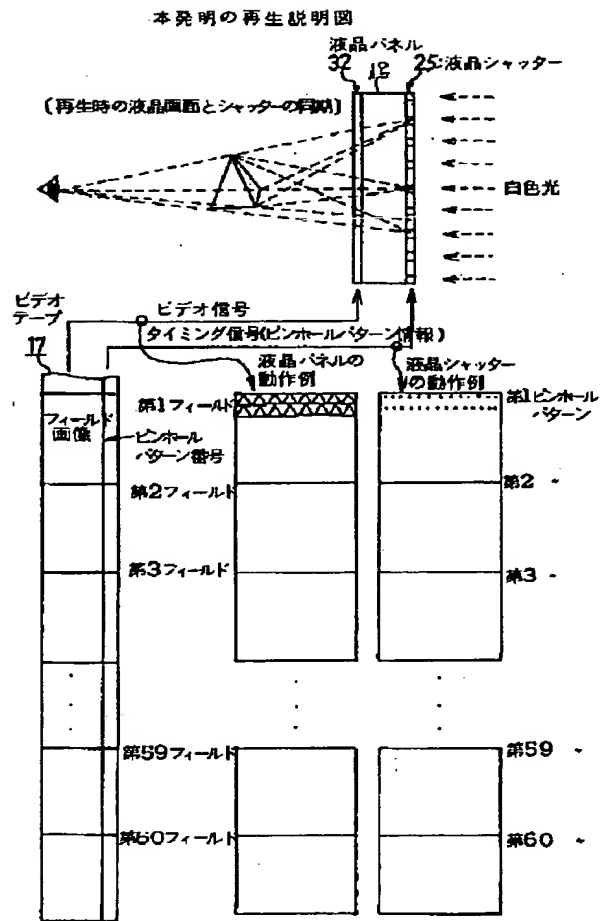 本発明の再生説明図
液晶パネル
32
25:液晶シャッター
(再生時の液晶画面とシャッターの同期)
白色光
ビデオ
テープ
ビデオ信号
タイミング信号(ピンホールパターン情報)
17
液晶パネルの
動作例
液晶シャッター
の動作例
フィールド
画像
ピンホール
パターン番号
第1フィールド
第1ピンホール
パターン
第2フィールド
第2 〃
第3フィールド
第3 〃
第59フィールド
第59 〃
第60フィールド
第60 〃